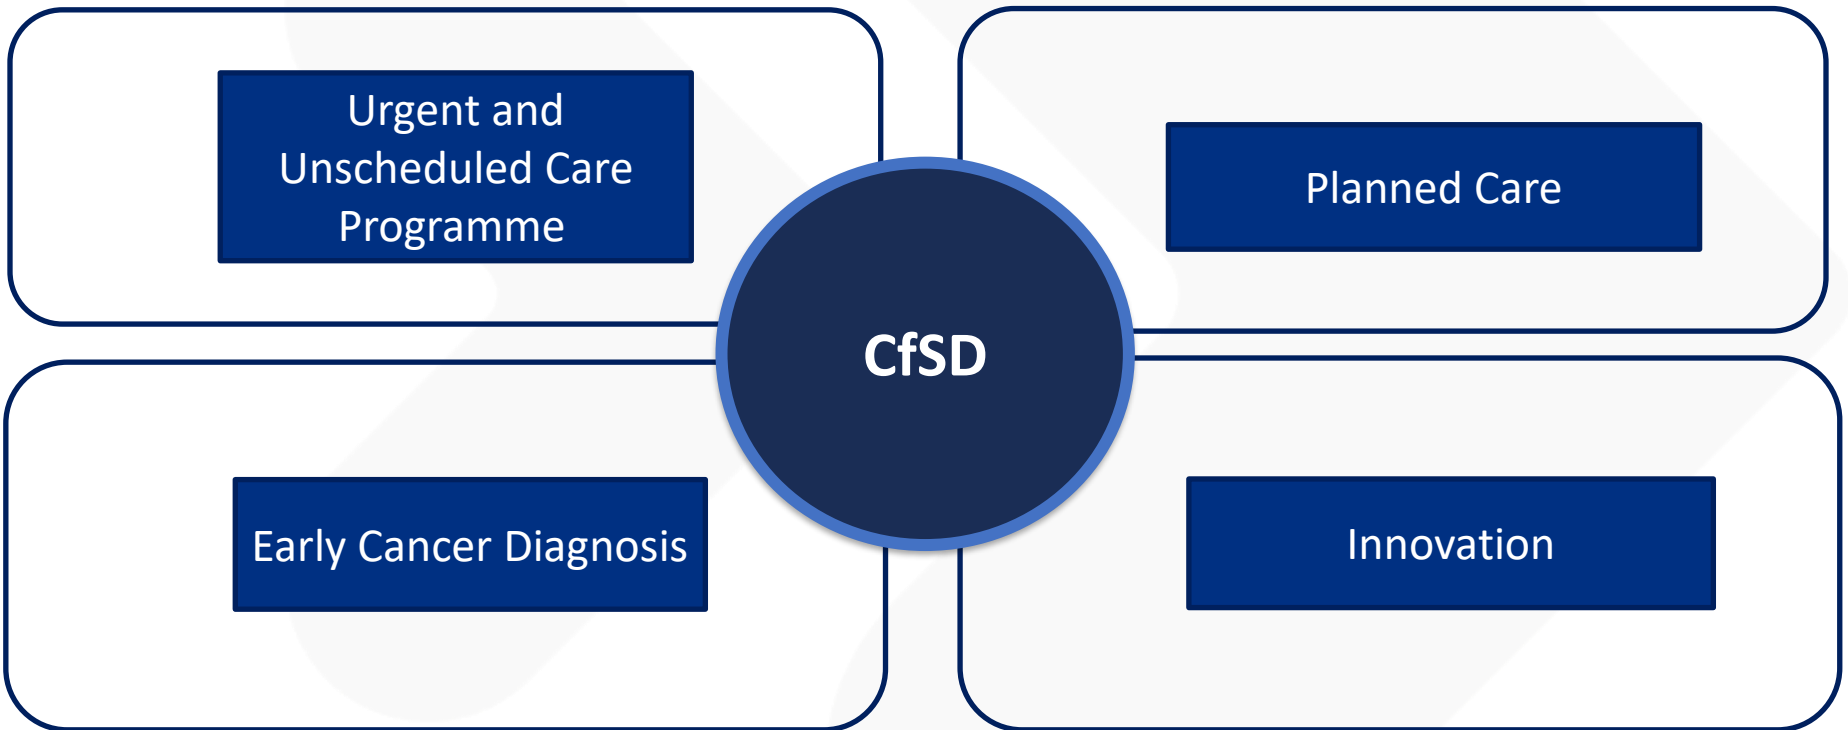 Urgent and
Unscheduled Care
Programme
Planned Care
CfSD
Early Cancer Diagnosis
Innovation